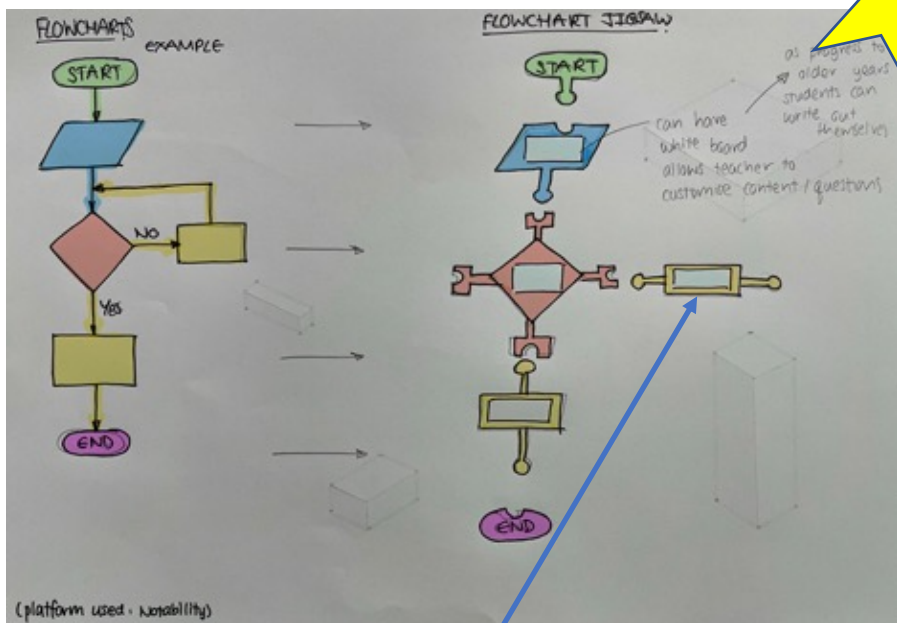 FLOWCHARTS
EXAMPLE
START
NO
YES
END
FLOWCHART JIGSAW
START
can have
white board
allows teacher to
customise content/questions
as progress to
older years
students can
write out
themselves
END
(platform used. Notability)